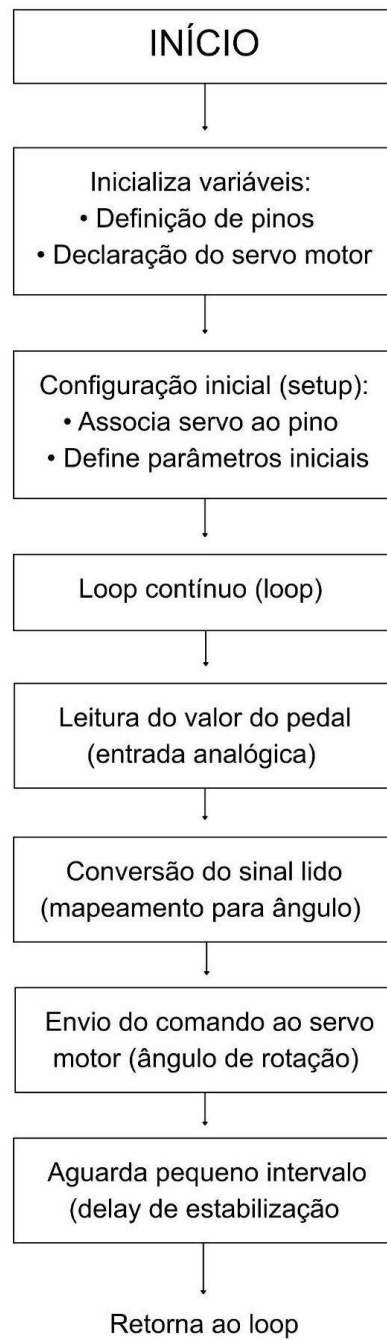 INÍCIO
Inicializa variáveis:
• Definição de pinos
• Declaração do servo motor
Configuração inicial (setup):
• Associa servo ao pino
• Define parâmetros iniciais
Loop contínuo (loop)
Leitura do valor do pedal
(entrada analógica)
Conversão do sinal lido
(mapeamento para ângulo)
Envio do comando ao servo
motor (ângulo de rotação)
Aguarda pequeno intervalo
(delay de estabilização
Retorna ao loop